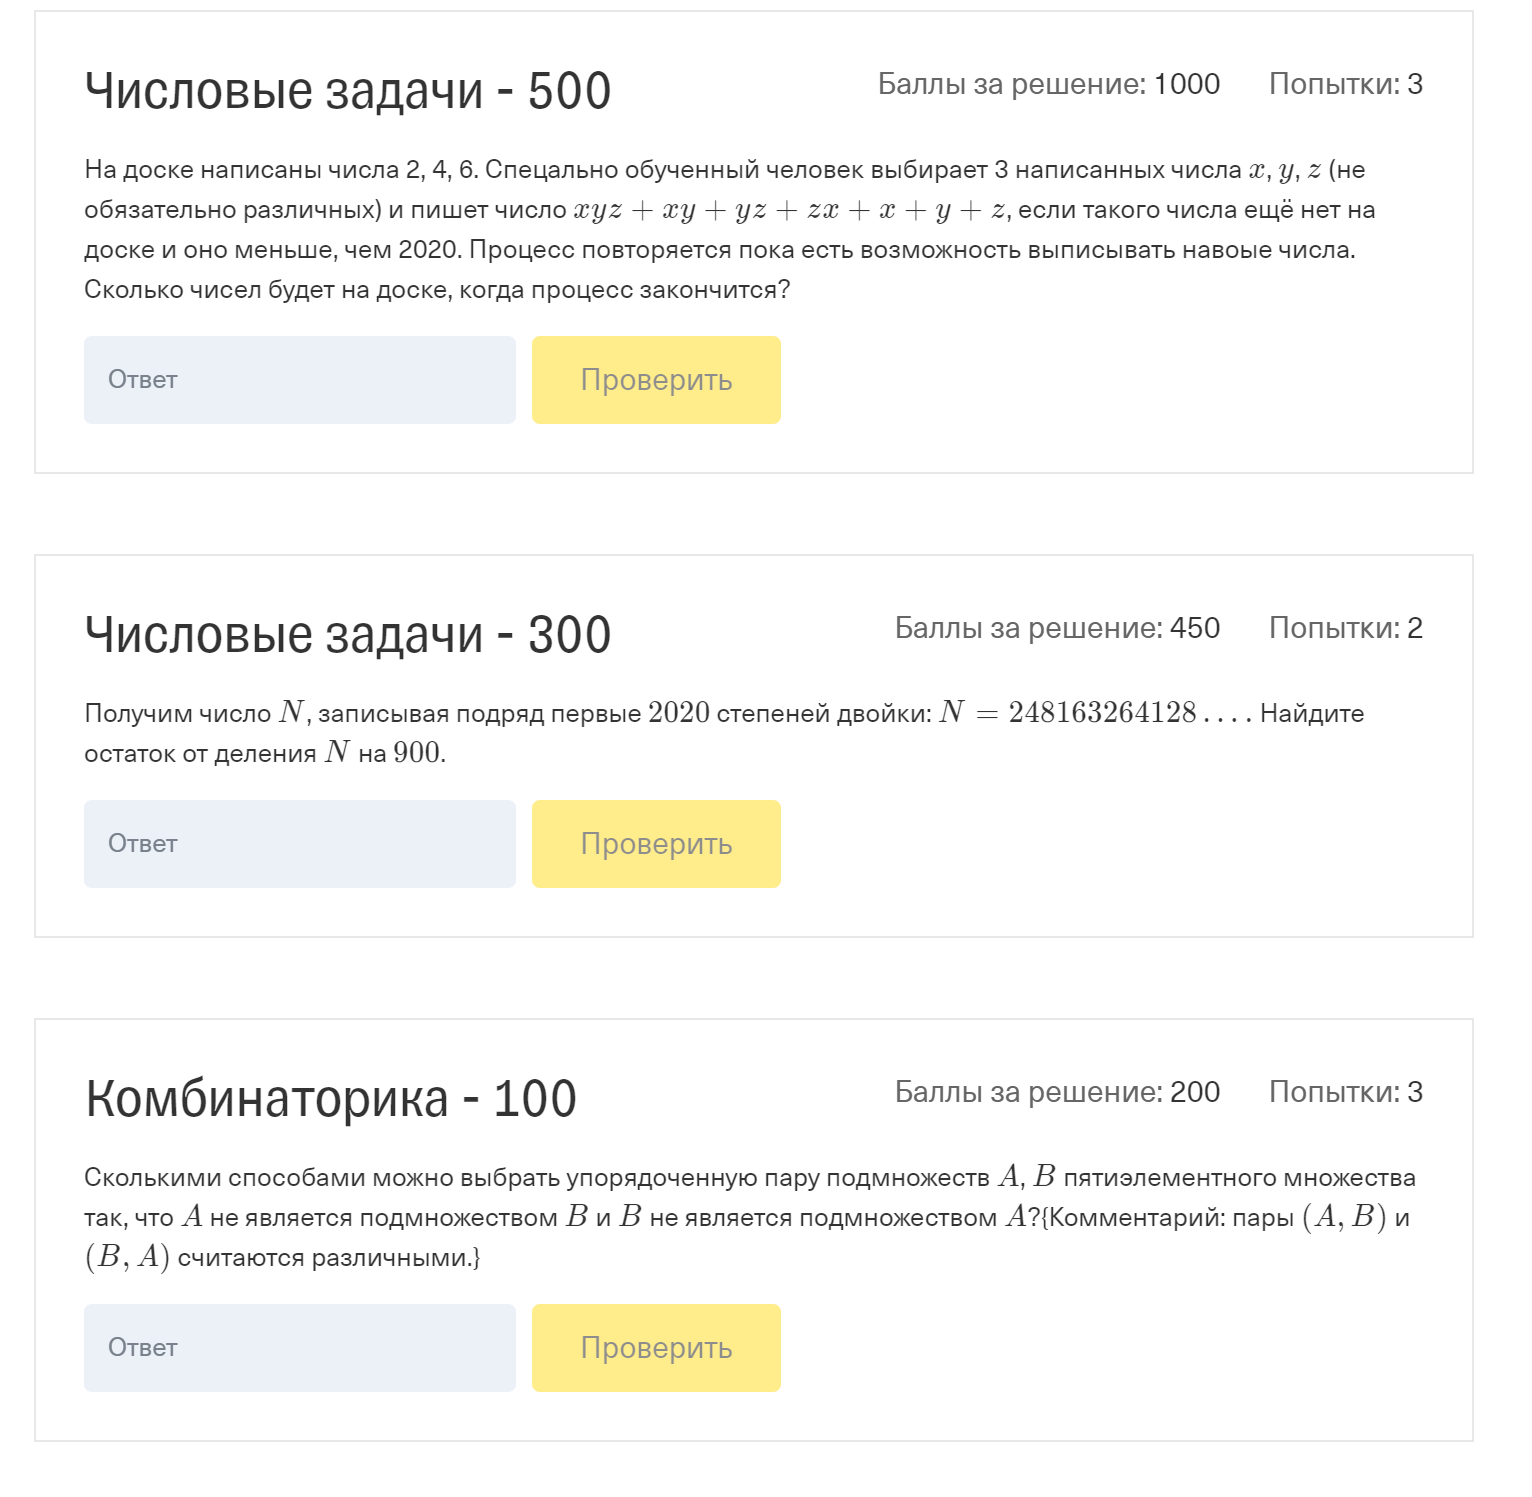 Числовые задачи - 500
Баллы за решение: 1000 Попытки: 3
На доске написаны числа 2, 4, 6. Спецально обученный человек выбирает 3 написанных числа x, y, z (не
обязательно различных) и пишет число xyz + xy + yz + zx + x + y + z, если такого числа ещё нет на
доске и оно меньше, чем 2020. Процесс повторяется пока есть возможность выписывать навоые числа.
Сколько чисел будет на доске, когда процесс закончится?
Ответ
Проверить
Числовые задачи - 300
Баллы за решение: 450 Попытки: 2
Получим число N, записывая подряд первые 2020 степеней двойки: N = 248163264128 . . . . Найдите
остаток от деления N на 900.
Ответ
Проверить
Комбинаторика - 100
Баллы за решение: 200 Попытки: 3
Сколькими способами можно выбрать упорядоченную пару подмножеств A, B пятиэлементного множества
так, что A не является подмножеством B и B не является подмножеством A?{Комментарий: пары (A, B) и
(B, A) считаются различными.}
Ответ
Проверить